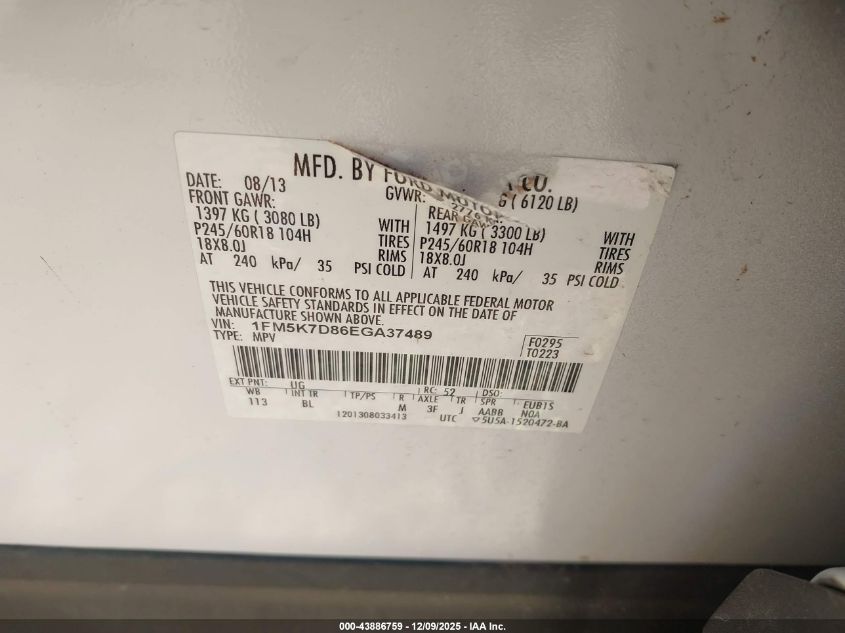 MFD. BY FORD MOTOR CO.
DATE: 08/13 GVWR: 2776 KG ( 6120 LB)
FRONT GAWR: REAR GAWR:
1397 KG ( 3080 LB) WITH 1497 KG ( 3300 LB) WITH
P245/60R18 104H TIRES P245/60R18 104H TIRES
18X8.0J RIMS 18X8.0J RIMS
AT 240 kPa/ 35 PSI COLD AT 240 kPa/ 35 PSI COLD
THIS VEHICLE CONFORMS TO ALL APPLICABLE FEDERAL MOTOR
VEHICLE SAFETY STANDARDS IN EFFECT ON THE DATE OF
MANUFACTURE SHOWN ABOVE.
VIN: 1FM5K7D86EGA37489
TYPE: MPV
F0295
T0223
EXT PNT: UG RC: 52 DSO:
WB INT TR TP/PS R AXLE TR SPR EUBTS
113 BL M 3F J AABB NOA
1201308033413 UTC ▽5U5A-1520472-BA
000-43886759 - 12/09/2025 - IAA Inc.